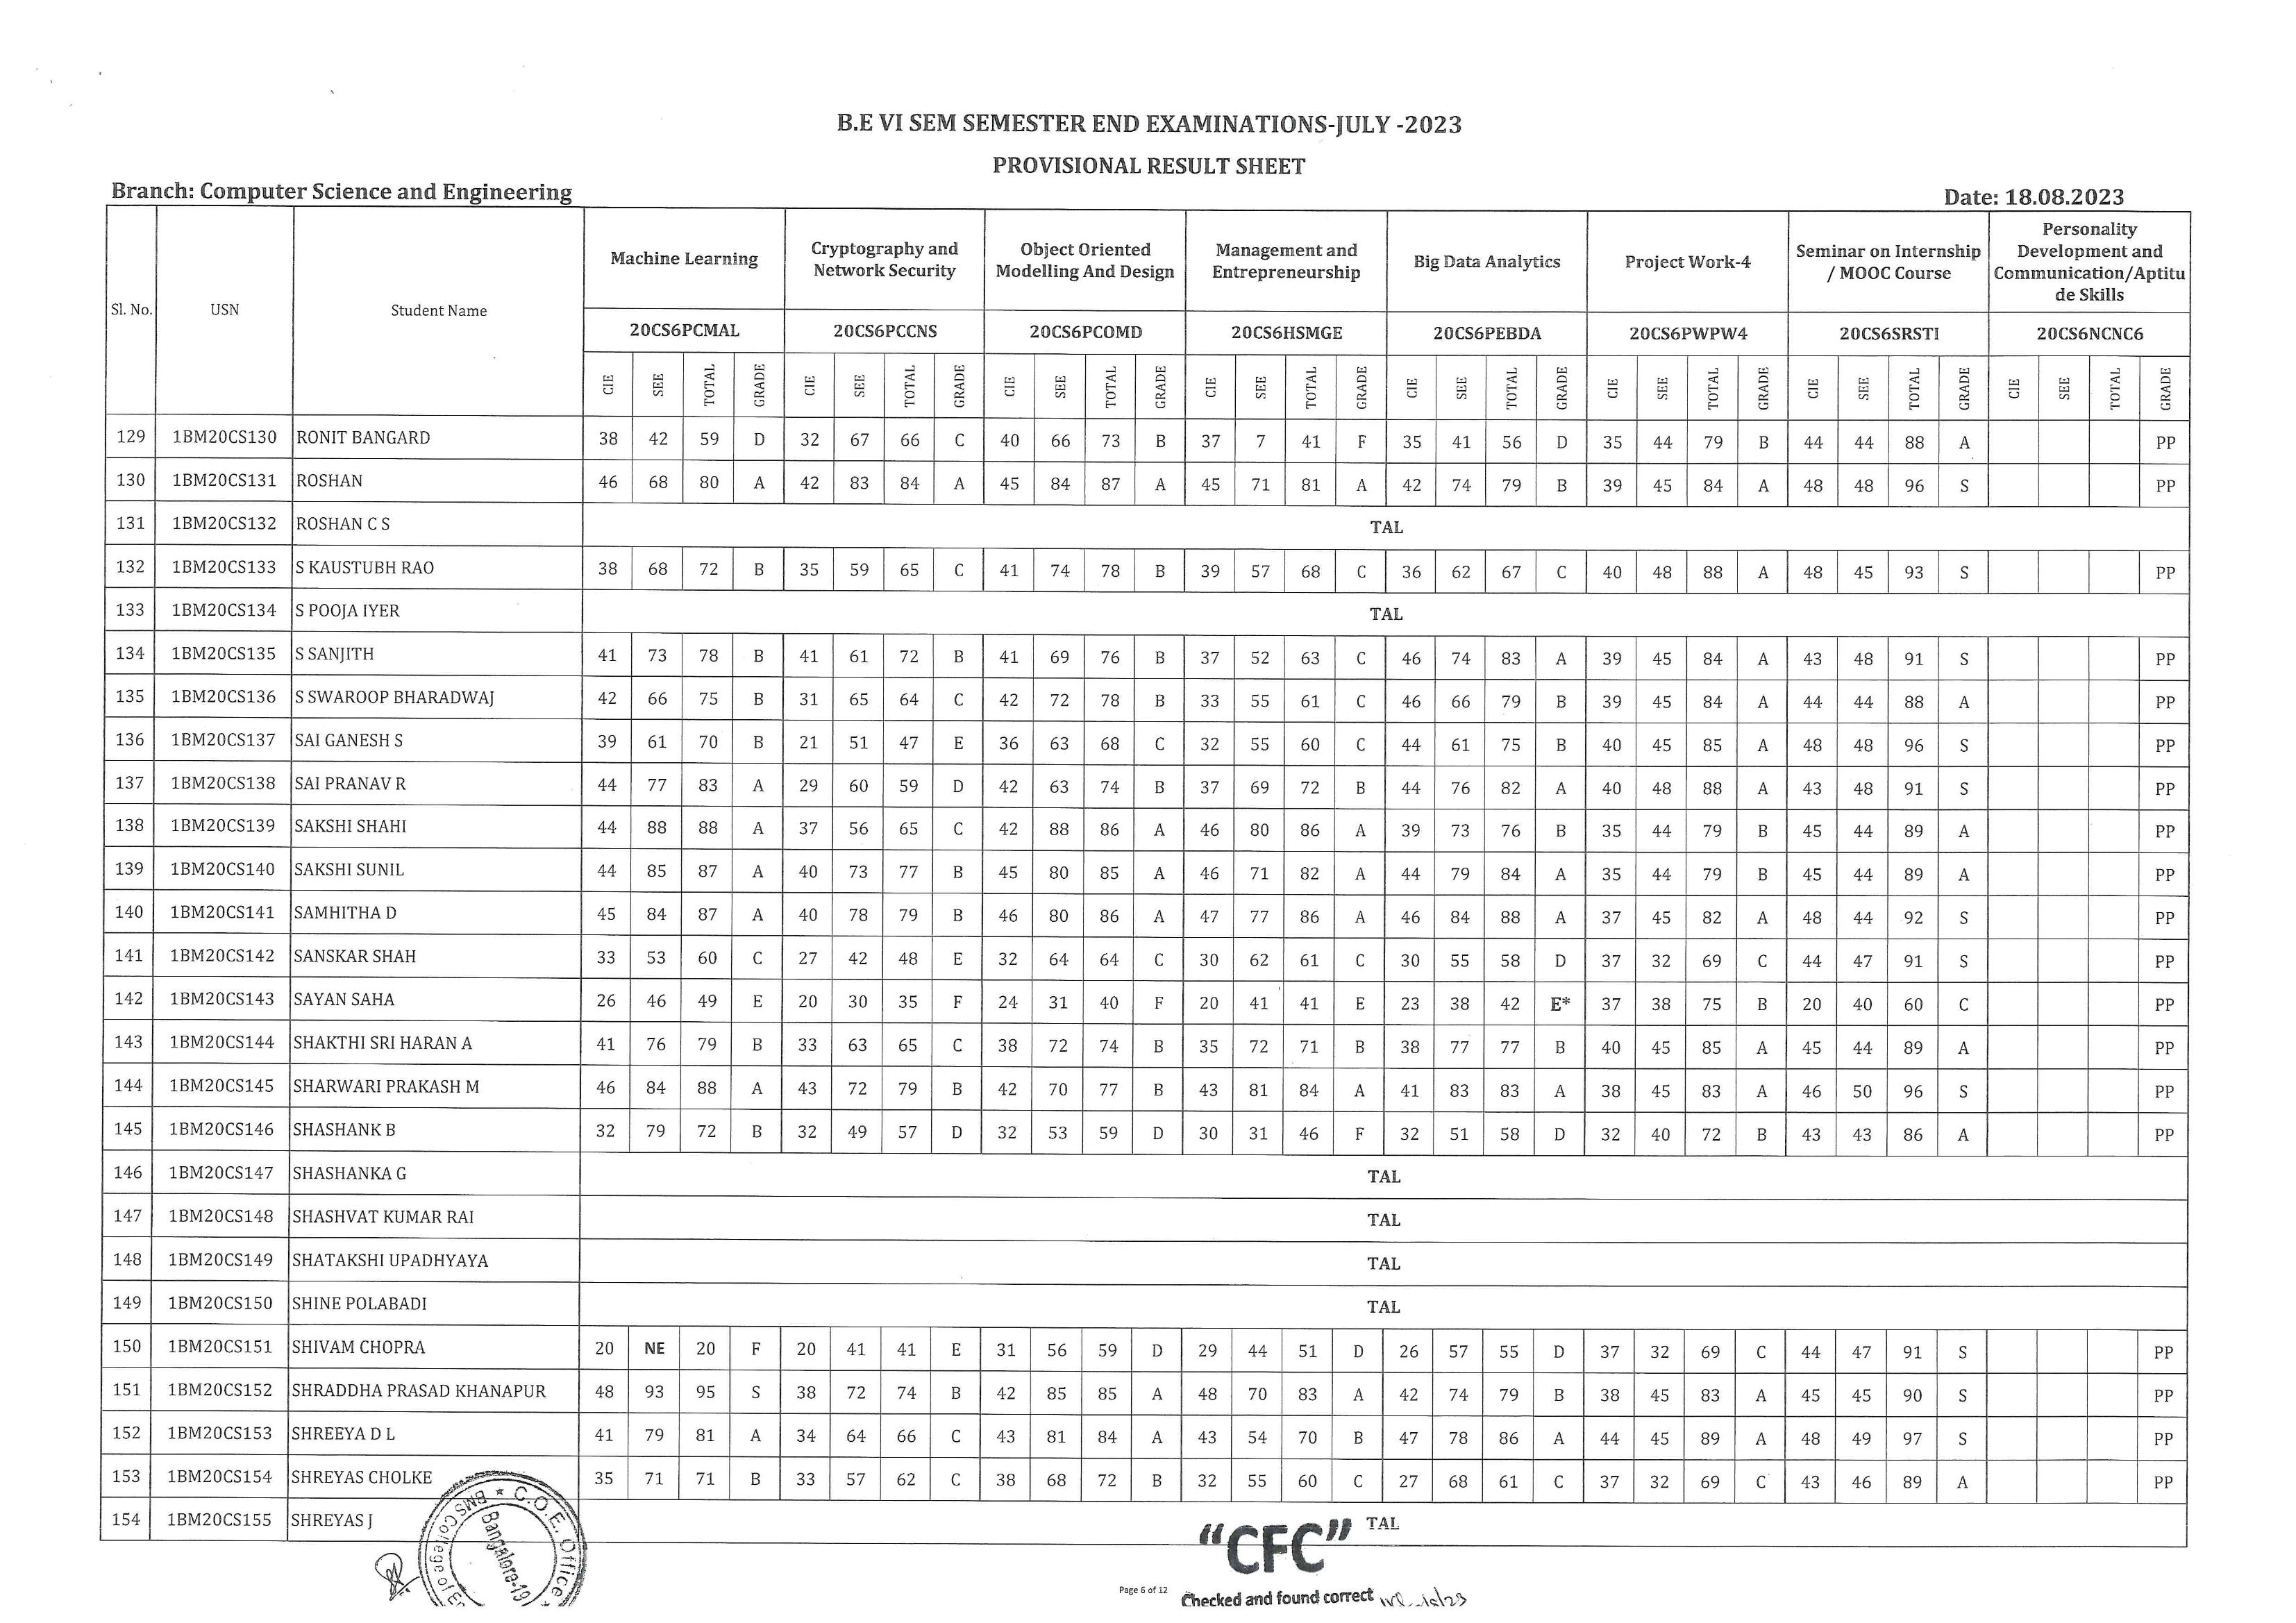 B.E VI SEM SEMESTER END EXAMINATIONS-JULY -2023
PROVISIONAL RESULT SHEET
Branch: Computer Science and Engineering Date: 18.08.2023
Sl. No. USN Student Name
Machine Learning
Cryptography and
Network Security
Object Oriented
Modelling And Design
Management and
Entrepreneurship
Big Data Analytics
Project Work-4
Seminar on Internship
/ MOOC Course
Personality
Development and
Communication/Aptitu
de Skills
20CS6PCMAL 20CS6PCCNS 20CS6PCOMD 20CS6HSMGE 20CS6PEBDA 20CS6PWPW4 20CS6SRSTI 20CS6NCNC6
CIE SEE TOTAL GRADE CIE SEE TOTAL GRADE CIE SEE TOTAL GRADE CIE SEE TOTAL GRADE CIE SEE TOTAL GRADE CIE SEE TOTAL GRADE CIE SEE TOTAL GRADE CIE SEE TOTAL GRADE
129 1BM20CS130 RONIT BANGARD 38 42 59 D 32 67 66 C 40 66 73 B 37 7 41 F 35 41 56 D 35 44 79 B 44 44 88 A PP
130 1BM20CS131 ROSHAN 46 68 80 A 42 83 84 A 45 84 87 A 45 71 81 A 42 74 79 B 39 45 84 A 48 48 96 S PP
131 1BM20CS132 ROSHAN C S TAL
132 1BM20CS133 S KAUSTUBH RAO 38 68 72 B 35 59 65 C 41 74 78 B 39 57 68 C 36 62 67 C 40 48 88 A 48 45 93 S PP
133 1BM20CS134 S POOJA IYER TAL
134 1BM20CS135 S SANJITH 41 73 78 B 41 61 72 B 41 69 76 B 37 52 63 C 46 74 83 A 39 45 84 A 43 48 91 S PP
135 1BM20CS136 S SWAROOP BHARADWAJ 42 66 75 B 31 65 64 C 42 72 78 B 33 55 61 C 46 66 79 B 39 45 84 A 44 44 88 A PP
136 1BM20CS137 SAI GANESH S 39 61 70 B 21 51 47 E 36 63 68 C 32 55 60 C 44 61 75 B 40 45 85 A 48 48 96 S PP
137 1BM20CS138 SAI PRANAV R 44 77 83 A 29 60 59 D 42 63 74 B 37 69 72 B 44 76 82 A 40 48 88 A 43 48 91 S PP
138 1BM20CS139 SAKSHI SHAHI 44 88 88 A 37 56 65 C 42 88 86 A 46 80 86 A 39 73 76 B 35 44 79 B 45 44 89 A PP
139 1BM20CS140 SAKSHI SUNIL 44 85 87 A 40 73 77 B 45 80 85 A 46 71 82 A 44 79 84 A 35 44 79 B 45 44 89 A PP
140 1BM20CS141 SAMHITHA D 45 84 87 A 40 78 79 B 46 80 86 A 47 77 86 A 46 84 88 A 37 45 82 A 48 44 92 S PP
141 1BM20CS142 SANSKAR SHAH 33 53 60 C 27 42 48 E 32 64 64 C 30 62 61 C 30 55 58 D 37 32 69 C 44 47 91 S PP
142 1BM20CS143 SAYAN SAHA 26 46 49 E 20 30 35 F 24 31 40 F 20 41 41 E 23 38 42 E* 37 38 75 B 20 40 60 C PP
143 1BM20CS144 SHAKTHI SRI HARAN A 41 76 79 B 33 63 65 C 38 72 74 B 35 72 71 B 38 77 77 B 40 45 85 A 45 44 89 A PP
144 1BM20CS145 SHARWARI PRAKASH M 46 84 88 A 43 72 79 B 42 70 77 B 43 81 84 A 41 83 83 A 38 45 83 A 46 50 96 S PP
145 1BM20CS146 SHASHANK B 32 79 72 B 32 49 57 D 32 53 59 D 30 31 46 F 32 51 58 D 32 40 72 B 43 43 86 A PP
146 1BM20CS147 SHASHANKA G TAL
147 1BM20CS148 SHASHVAT KUMAR RAI TAL
148 1BM20CS149 SHATAKSHI UPADHYAYA TAL
149 1BM20CS150 SHINE POLABADI TAL
150 1BM20CS151 SHIVAM CHOPRA 20 NE 20 F 20 41 41 E 31 56 59 D 29 44 51 D 26 57 55 D 37 32 69 C 44 47 91 S PP
151 1BM20CS152 SHRADDHA PRASAD KHANAPUR 48 93 95 S 38 72 74 B 42 85 85 A 48 70 83 A 42 74 79 B 38 45 83 A 45 45 90 S PP
152 1BM20CS153 SHREEYA D L 41 79 81 A 34 64 66 C 43 81 84 A 43 54 70 B 47 78 86 A 44 45 89 A 48 49 97 S PP
153 1BM20CS154 SHREYAS CHOLKE 35 71 71 B 33 57 62 C 38 68 72 B 32 55 60 C 27 68 61 C 37 32 69 C 43 46 89 A PP
154 1BM20CS155 SHREYAS J TAL
BMS College of * C.O.E. Office
Bangalore-19
"CFC"
Page 6 of 12
Checked and found correct